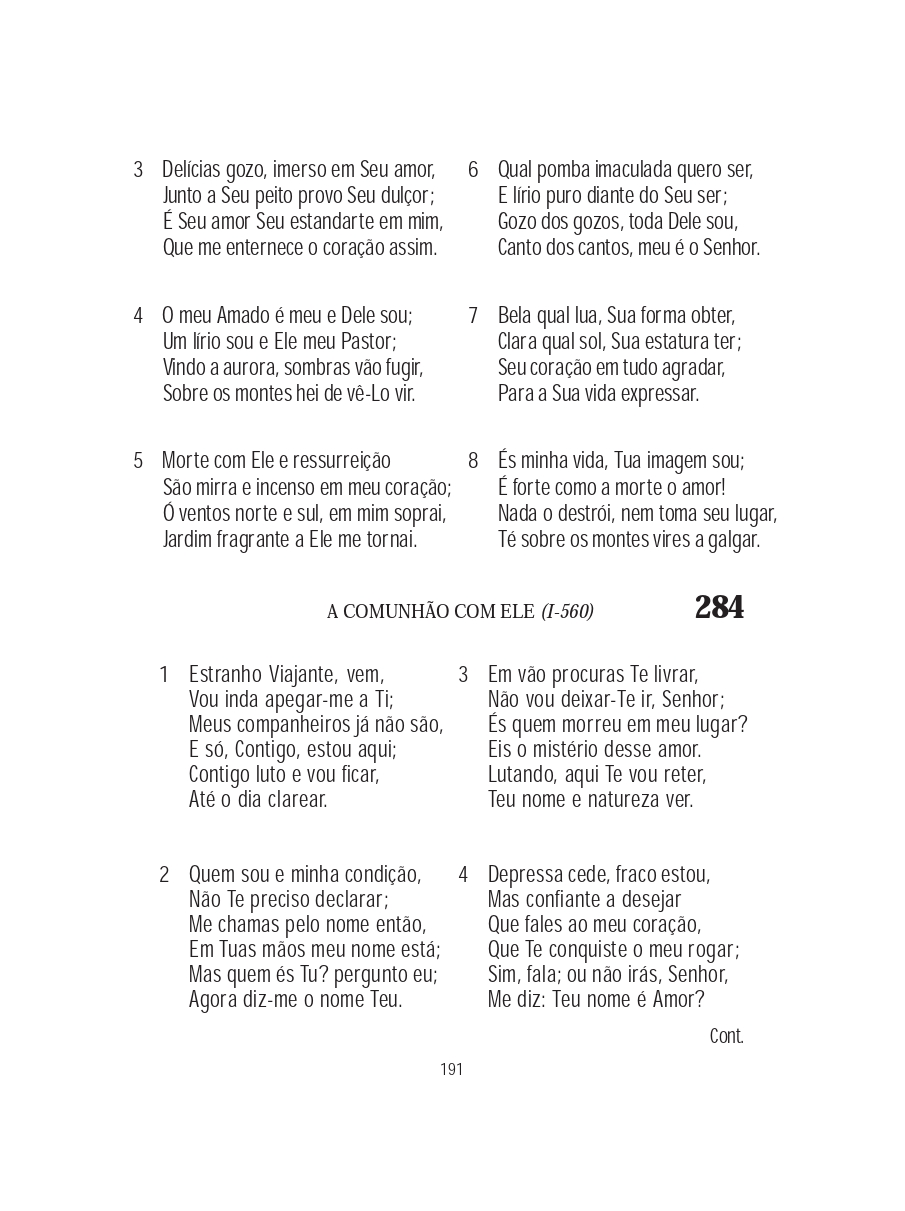 3 Delícias gozo, imerso em Seu amor,
Junto a Seu peito provo Seu dulçor;
É Seu amor Seu estandarte em mim,
Que me enternece o coração assim.
4 O meu Amado é meu e Dele sou;
Um lírio sou e Ele meu Pastor;
Vindo a aurora, sombras vão fugir,
Sobre os montes hei de vê-Lo vir.
5 Morte com Ele e ressurreição
São mirra e incenso em meu coração;
Ó ventos norte e sul, em mim soprai,
Jardim fragrante a Ele me tornai.
6 Qual pomba imaculada quero ser,
E lírio puro diante do Seu ser;
Gozo dos gozos, toda Dele sou,
Canto dos cantos, meu é o Senhor.
7 Bela qual lua, Sua forma obter,
Clara qual sol, Sua estatura ter;
Seu coração em tudo agradar,
Para a Sua vida expressar.
8 És minha vida, Tua imagem sou;
É forte como a morte o amor!
Nada o destrói, nem toma seu lugar,
Té sobre os montes vires a galgar.
A COMUNHÃO COM ELE (I-560) 284
1 Estranho Viajante, vem,
Vou inda apegar-me a Ti;
Meus companheiros já não são,
E só, Contigo, estou aqui;
Contigo luto e vou ficar,
Até o dia clarear.
2 Quem sou e minha condição,
Não Te preciso declarar;
Me chamas pelo nome então,
Em Tuas mãos meu nome está;
Mas quem és Tu? pergunto eu;
Agora diz-me o nome Teu.
3 Em vão procuras Te livrar,
Não vou deixar-Te ir, Senhor;
És quem morreu em meu lugar?
Eis o mistério desse amor.
Lutando, aqui Te vou reter,
Teu nome e natureza ver.
4 Depressa cede, fraco estou,
Mas confiante a desejar
Que fales ao meu coração,
Que Te conquiste o meu rogar;
Sim, fala; ou não irás, Senhor,
Me diz: Teu nome é Amor?
Cont.
191